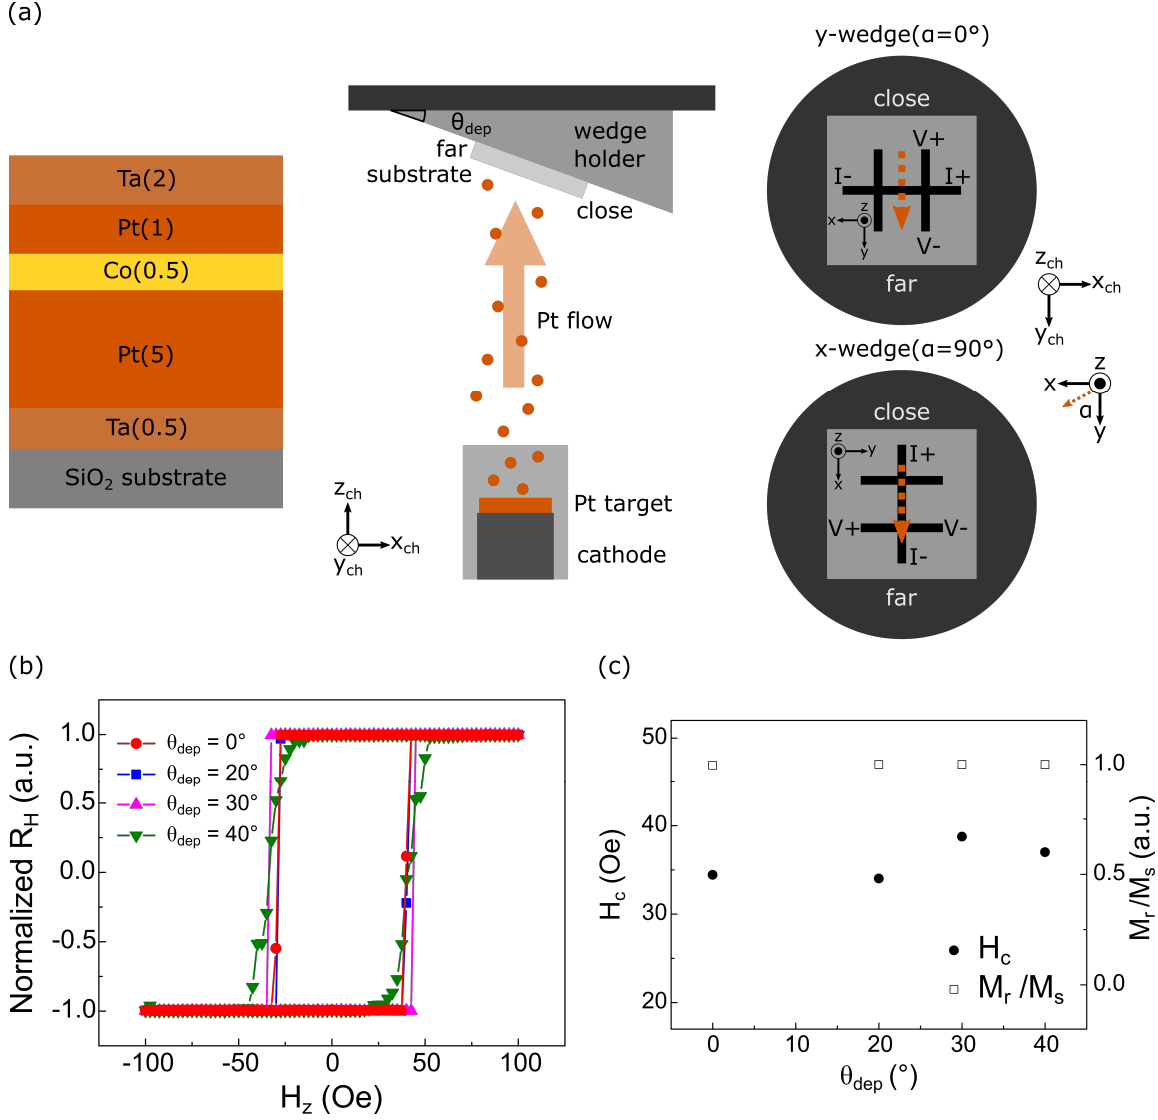 (a)
Ta(2)
Pt(1)
Co(0.5)
Pt(5)
Ta(0.5)
SiO2 substrate
θdep
wedge
holder
far
substrate
close
Pt flow
Pt target
cathode
zch
xch
ych
y-wedge(ɑ=0°)
close
V+
I-
I+
z
x
y
V-
far
zch
xch
ych
x-wedge(ɑ=90°)
close
z
y
x
I+
V+
V-
I-
far
z
x
ɑ
y
(b)
1.0
0.5
0.0
-0.5
-1.0
Normalized RH (a.u.)
θdep = 0°
θdep = 20°
θdep = 30°
θdep = 40°
-100
-50
0
50
100
Hz (Oe)
(c)
50
40
30
20
Hc (Oe)
1.0
0.5
0.0
Mr /Ms (a.u.)
Hc
Mr /Ms
0
10
20
30
40
θdep (°)